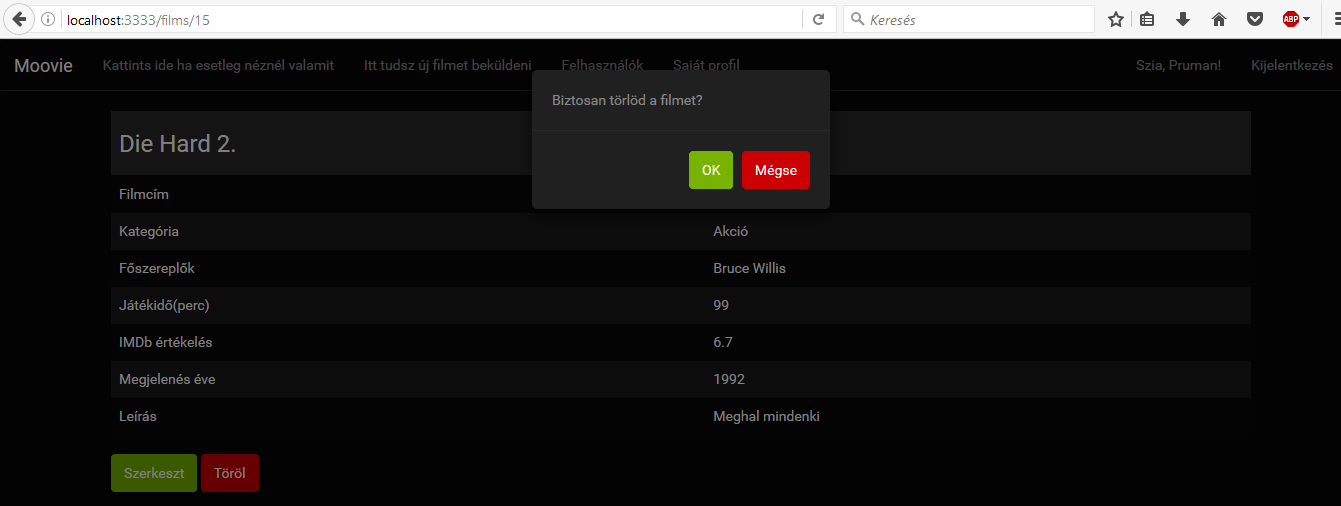 localhost:3333/films/15
Keresés
ABP
Moovie Kattints ide ha esetleg néznél valamit Itt tudsz új filmet beküldeni Felhasználók Saját profil Szia, Pruman! Kijelentkezés
Biztosan törlöd a filmet?
OK Mégse
Die Hard 2.
Filmcím
Kategória Akció
Főszereplők Bruce Willis
Játékidő(perc) 99
IMDb értékelés 6.7
Megjelenés éve 1992
Leírás Meghal mindenki
Szerkeszt Töröl